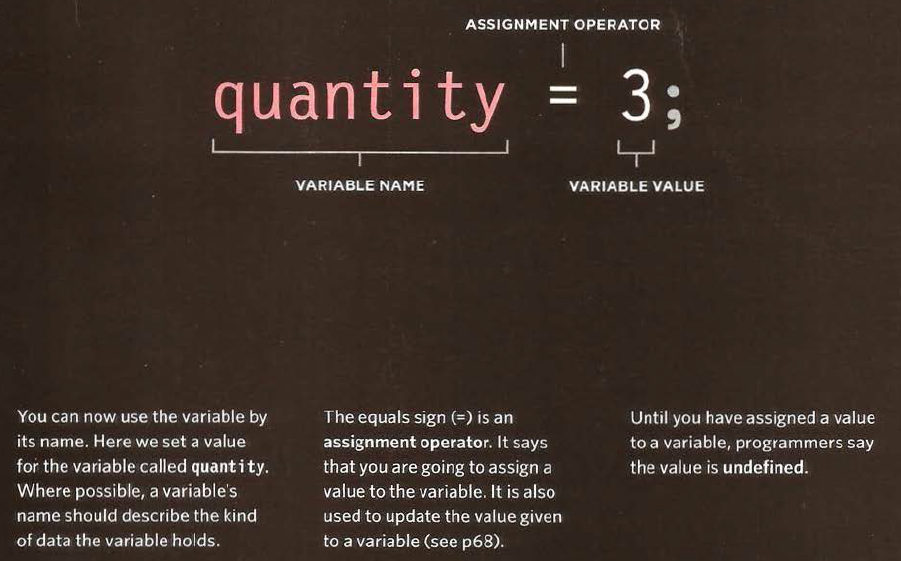 ASSIGNMENT OPERATOR
quantity = 3;
VARIABLE NAME
VARIABLE VALUE
You can now use the variable by
its name. Here we set a value
for the variable called quantity.
Where possible, a variable's
name should describe the kind
of data the variable holds.
The equals sign (=) is an
assignment operator. It says
that you are going to assign a
value to the variable. It is also
used to update the value given
to a variable (see p68).
Until you have assigned a value
to a variable, programmers say
the value is undefined.